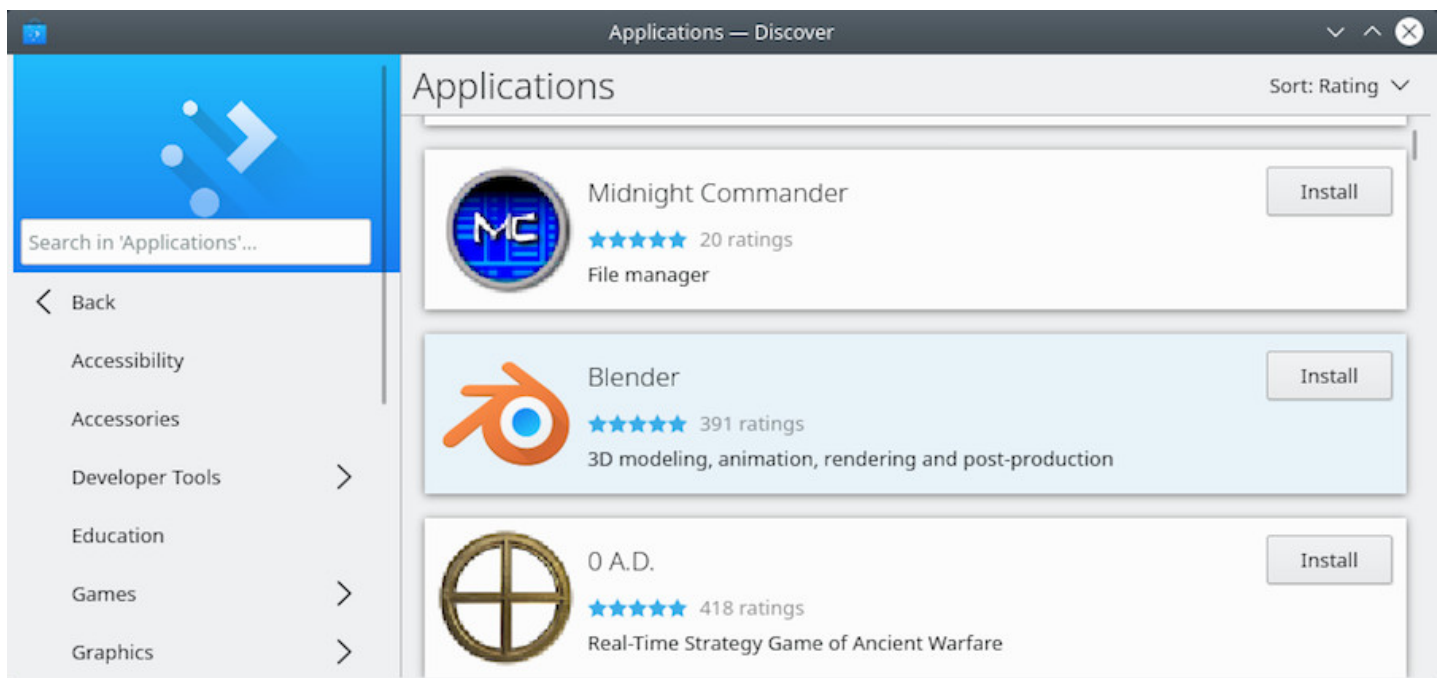 Applications — Discover
Search in 'Applications'...
Back
Accessibility
Accessories
Developer Tools
Education
Games
Graphics
Applications
Sort: Rating
MC
Midnight Commander
Install
20 ratings
File manager
Blender
Install
391 ratings
3D modeling, animation, rendering and post-production
0 A.D.
Install
418 ratings
Real-Time Strategy Game of Ancient Warfare